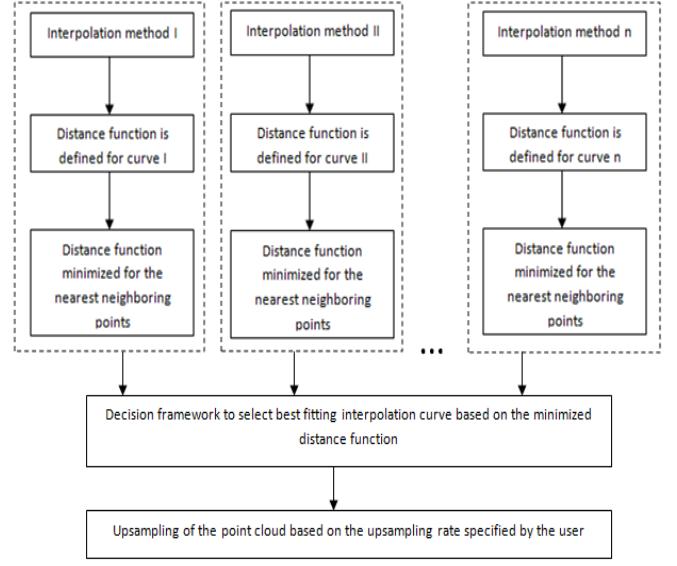 Interpolation method I
Distance function is
defined for curve I
Distance function
minimized for the
nearest neighboring
points
Interpolation method II
Distance function is
defined for curve II
Distance function
minimized for the
nearest neighboring
points
...
Interpolation method n
Distance function is
defined for curve n
Distance function
minimized for the
nearest neighboring
points
Decision framework to select best fitting interpolation curve based on the minimized
distance function
Upsampling of the point cloud based on the upsampling rate specified by the user